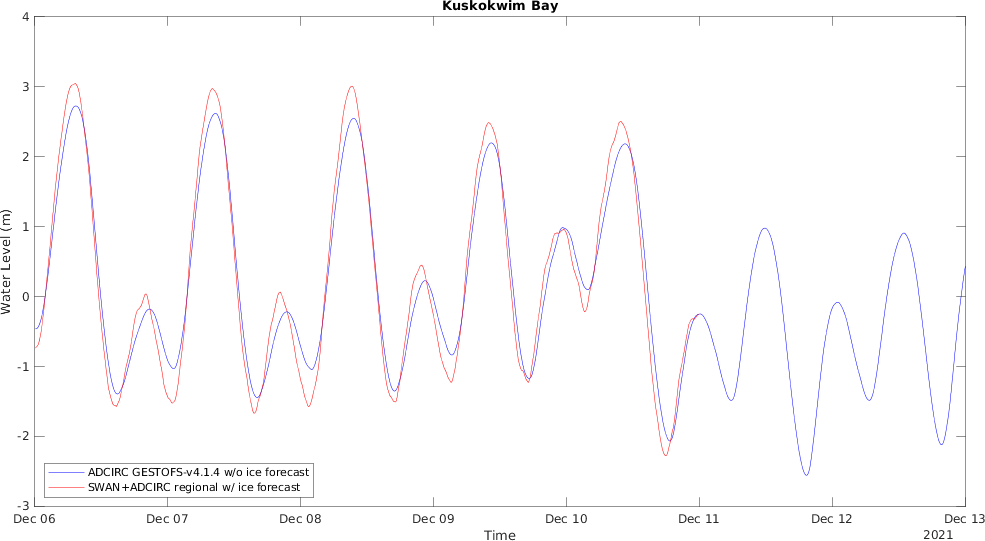 Kuskokwim Bay
4
3
2
1
0
-1
-2
-3
Water Level (m)
ADCIRC GESTOFS-v4.1.4 w/o ice forecast
SWAN+ADCIRC regional w/ ice forecast
Dec 06 Dec 07 Dec 08 Dec 09 Dec 10 Dec 11 Dec 12 Dec 13
Time
2021